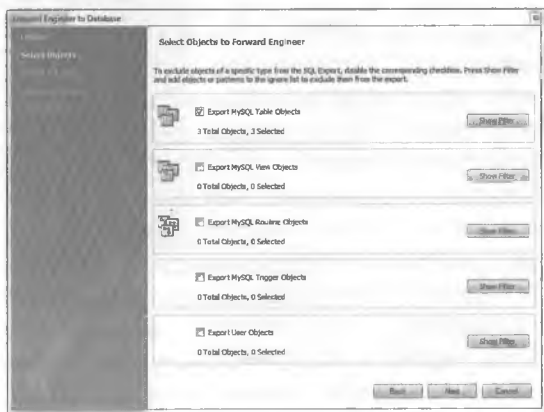 Forward Engineer to Database
Options
Select Objects
Select Objects to Forward Engineer
To exclude objects of a specific type from the SQL Export, disable the corresponding checkbox. Press Show Filter
and add objects or patterns to the ignore list to exclude them from the export.
Export MySQL Table Objects
3 Total Objects, 3 Selected
Show Filter
Export MySQL View Objects
0 Total Objects, 0 Selected
Show Filter
Export MySQL Routine Objects
0 Total Objects, 0 Selected
Show Filter
Export MySQL Trigger Objects
0 Total Objects, 0 Selected
Show Filter
Export User Objects
0 Total Objects, 0 Selected
Show Filter
Back Next Cancel